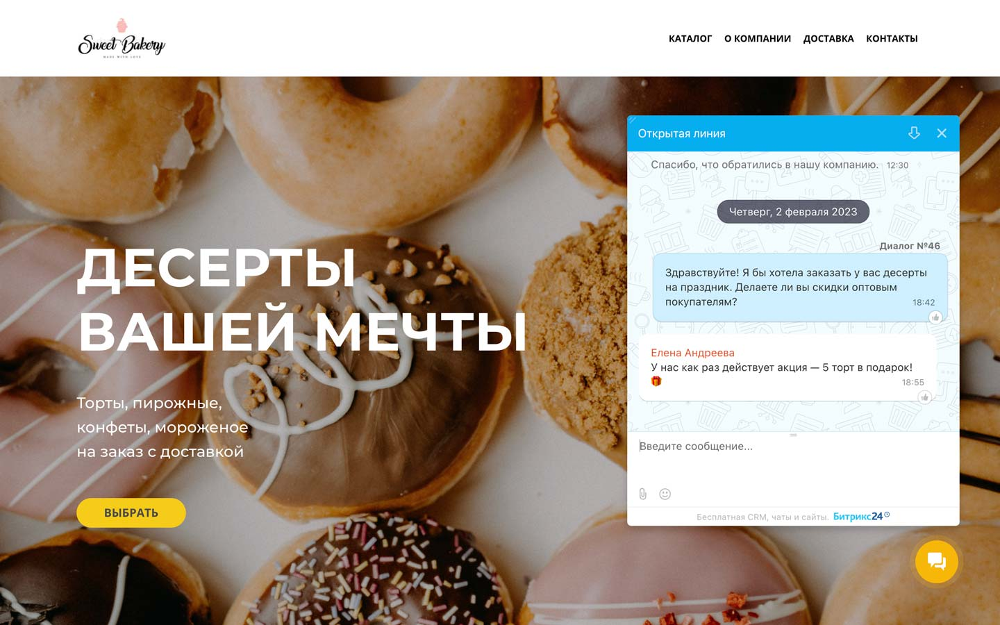 Sweet Bakery
MADE WITH LOVE
КАТАЛОГ О КОМПАНИИ ДОСТАВКА КОНТАКТЫ
ДЕСЕРТЫ
ВАШЕЙ МЕЧТЫ
Торты, пирожные,
конфеты, мороженое
на заказ с доставкой
ВЫБРАТЬ
Открытая линия
Спасибо, что обратились в нашу компанию. 12:30
Четверг, 2 февраля 2023
Диалог №46
Здравствуйте! Я бы хотела заказать у вас десерты
на праздник. Делаете ли вы скидки оптовым
покупателям? 18:42
Елена Андреева
У нас как раз действует акция — 5 торт в подарок!
🎁 18:55
Введите сообщение...
Бесплатная CRM, чаты и сайты. Битрикс24